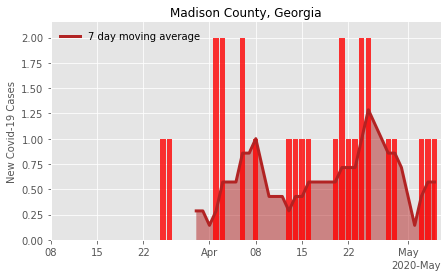 Madison County, Georgia
7 day moving average
New Covid-19 Cases
2.00
1.75
1.50
1.25
1.00
0.75
0.50
0.25
0.00
08 15 22 Apr 08 15 22 May
2020-May